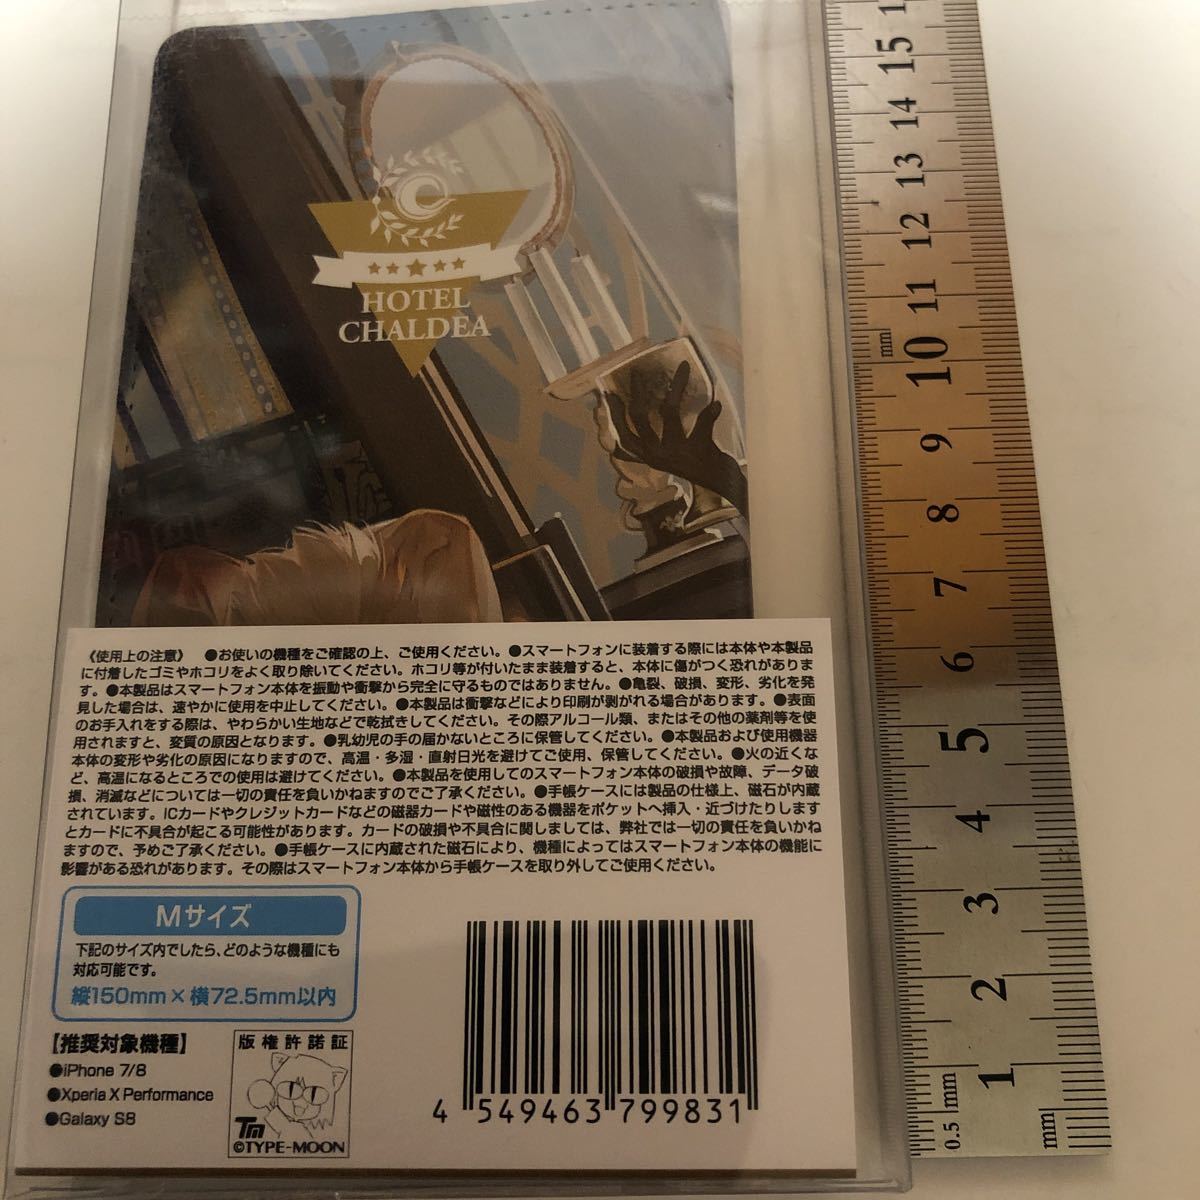 HOTEL
CHALDEA
《使用上の注意》 ●お使いの機種をご確認の上、ご使用ください。●スマートフォンに装着する際には本体や本製品
に付着したゴミやホコリをよく取り除いてください。ホコリ等が付いたまま装着すると、本体に傷がつく恐れがありま
す。●本製品はスマートフォン本体を振動や衝撃から完全に守るものではありません。●亀裂、破損、変形、劣化を発
見した場合は、速やかに使用を中止してください。●本製品は衝撃などにより印刷が剥がれる場合があります。●表面
のお手入れをする際は、やわらかい生地などで乾拭きしてください。その際アルコール類、またはその他の薬剤等を使
用されますと、変質の原因となります。●乳幼児の手の届かないところに保管してください。●本製品および使用機器
本体の変形や劣化の原因になりますので、高温・多湿・直射日光を避けてご使用、保管してください。●火の近くな
ど、高温になるところでの使用は避けてください。●本製品を使用してのスマートフォン本体の破損や故障、データ破
損、消滅などについては一切の責任を負いかねますのでご了承ください。●手帳ケースには製品の仕様上、磁石が内蔵
されています。ICカードやクレジットカードなどの磁器カードや磁性のある機器をポケットへ挿入・近づけたりします
とカードに不具合が起こる可能性があります。カードの破損や不具合に関しましては、弊社では一切の責任を負いかね
ますので、予めご了承ください。●手帳ケースに内蔵された磁石により、機種によってはスマートフォン本体の機能に
影響がある恐れがあります。その際はスマートフォン本体から手帳ケースを取り外してご使用ください。
Mサイズ
下記のサイズ内でしたら、どのような機種にも
対応可能です。
縦150mm×横72.5mm以内
【推奨対象機種】
●iPhone 7/8
●Xperia X Performance
●Galaxy S8
版権許諾証
TM
©TYPE-MOON
4 549463 799831
15
14
13
12
11
mm
10
9
8
7
6
5
4
3
2
1
0.5 mm
mm